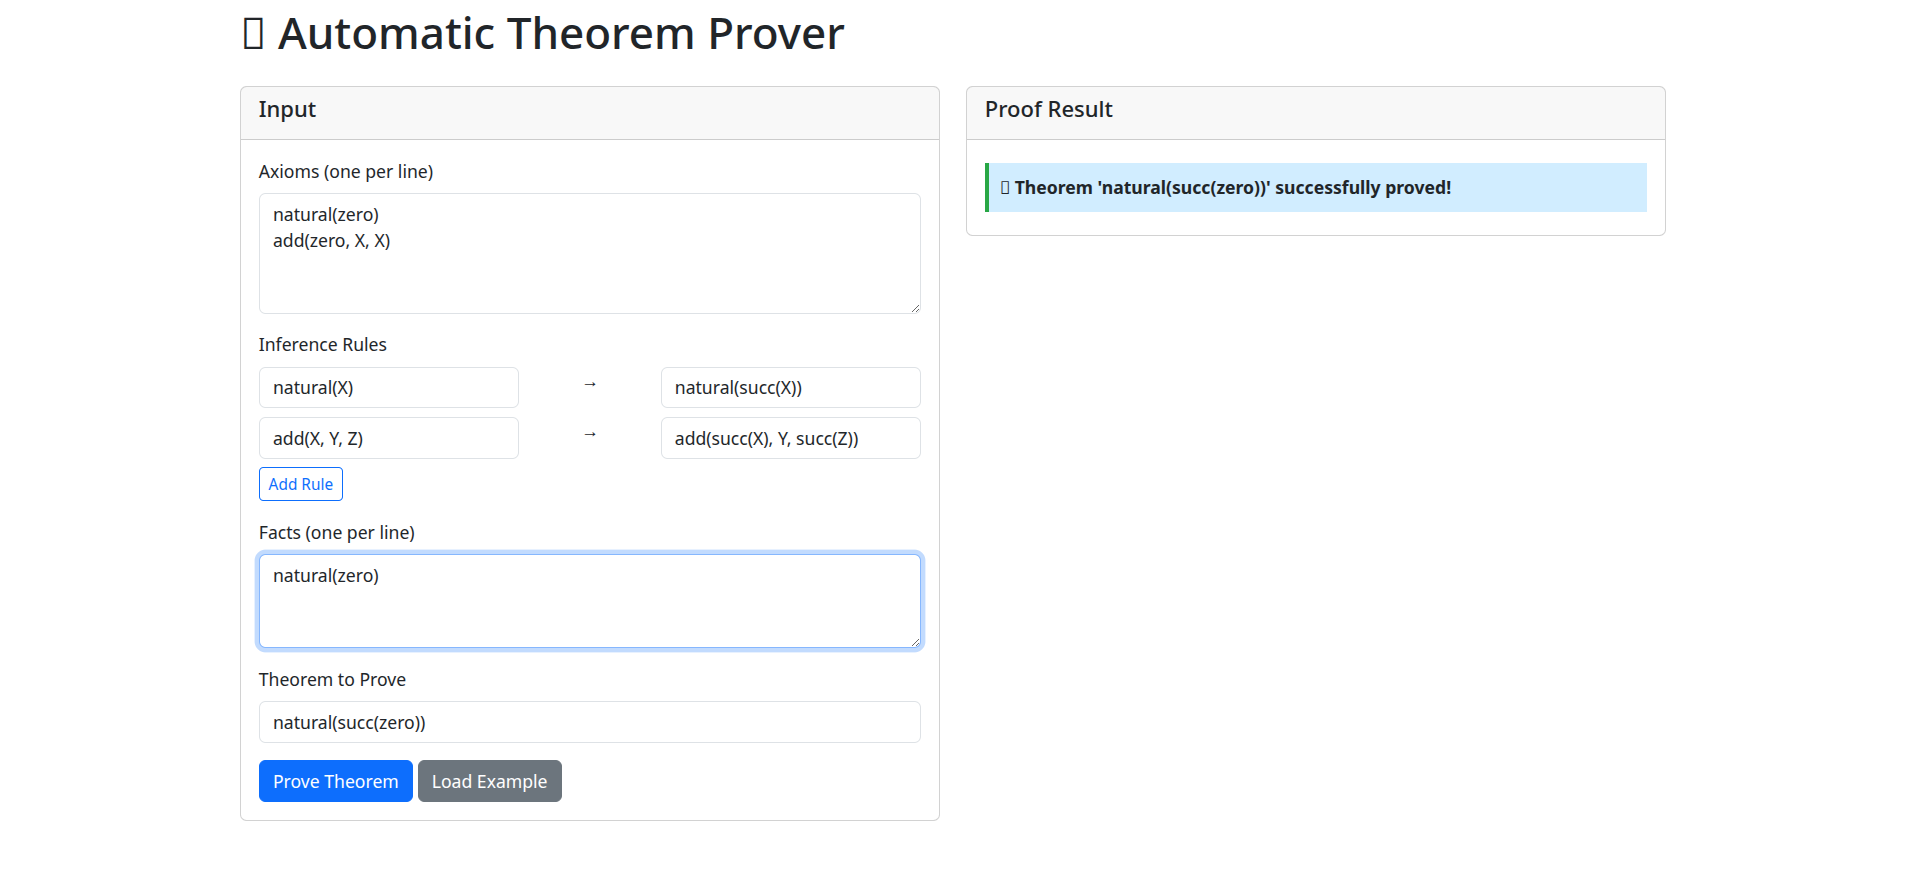 Automatic Theorem Prover
Input
Axioms (one per line)
natural(zero)
add(zero, X, X)
Inference Rules
natural(X) → natural(succ(X))
add(X, Y, Z) → add(succ(X), Y, succ(Z))
Add Rule
Facts (one per line)
natural(zero)
Theorem to Prove
natural(succ(zero))
Prove Theorem Load Example
Proof Result
Theorem 'natural(succ(zero))' successfully proved!